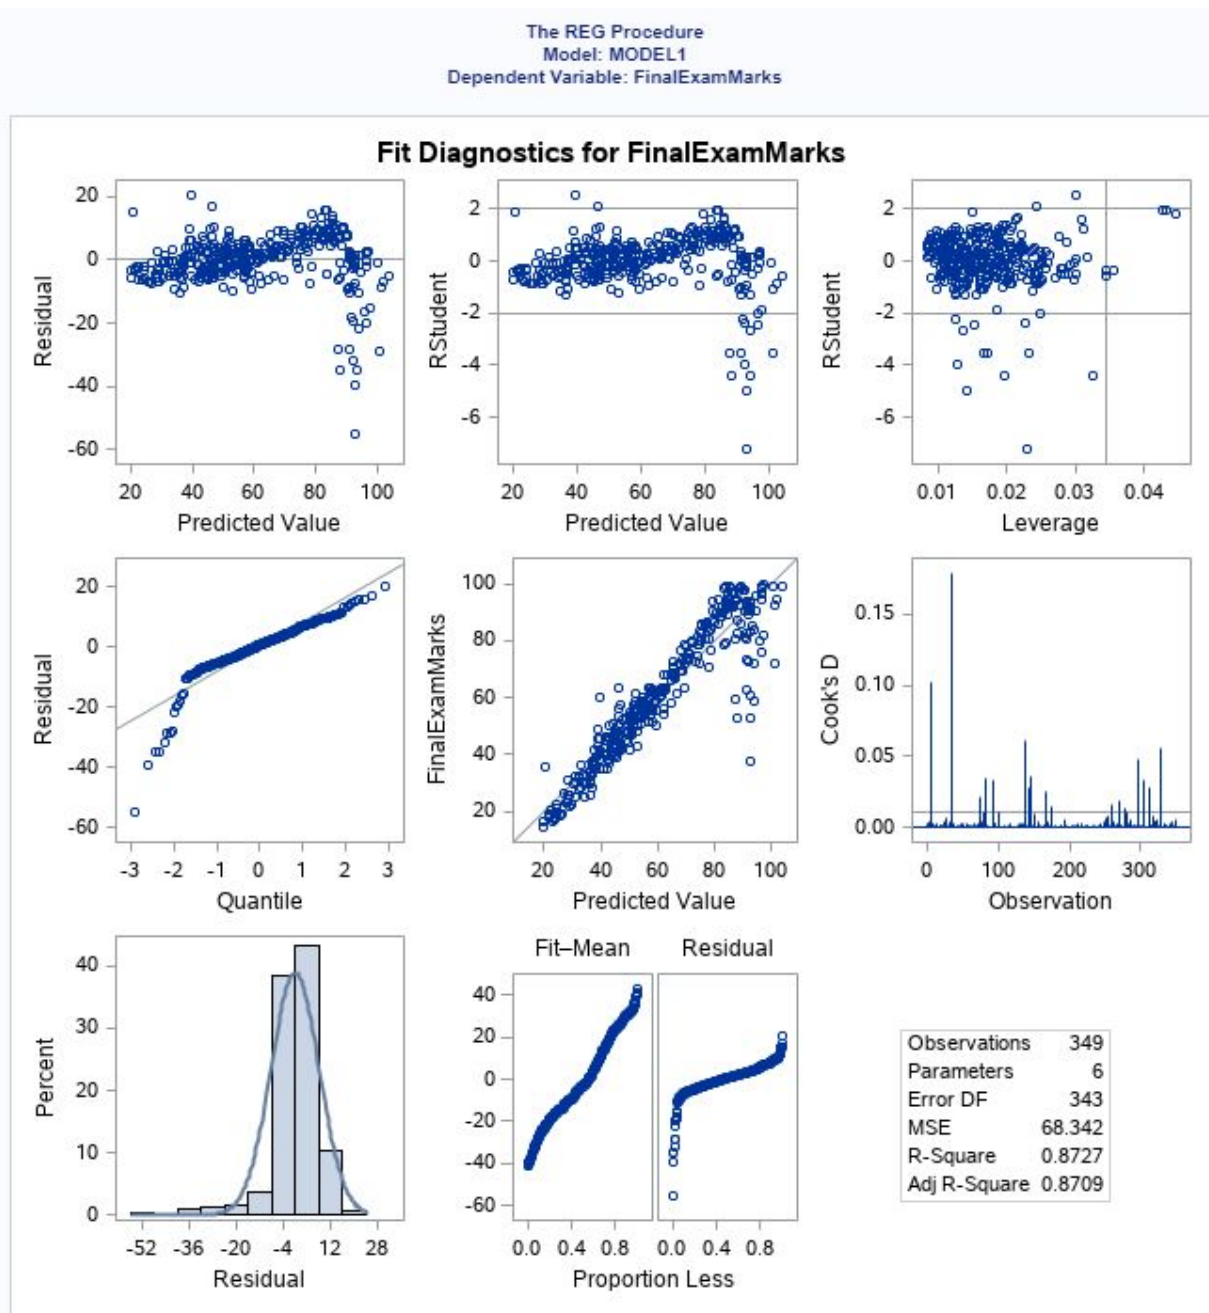 The REG Procedure
Model: MODEL1
Dependent Variable: FinalExamMarks
Fit Diagnostics for FinalExamMarks
20
0
-20
-40
-60
Residual
20 40 60 80 100
Predicted Value
2
0
-2
-4
-6
RStudent
20 40 60 80 100
Predicted Value
2
0
-2
-4
-6
RStudent
0.01 0.02 0.03 0.04
Leverage
20
0
-20
-40
-60
Residual
-3 -2 -1 0 1 2 3
Quantile
100
80
60
40
20
FinalExamMarks
20 40 60 80 100
Predicted Value
0.15
0.10
0.05
0.00
Cook's D
0 100 200 300
Observation
40
30
20
10
0
Percent
-52 -36 -20 -4 12 28
Residual
Fit–Mean Residual
40
20
0
-20
-40
-60
0.0 0.4 0.8 0.0 0.4 0.8
Proportion Less
Observations 349
Parameters 6
Error DF 343
MSE 68.342
R-Square 0.8727
Adj R-Square 0.8709